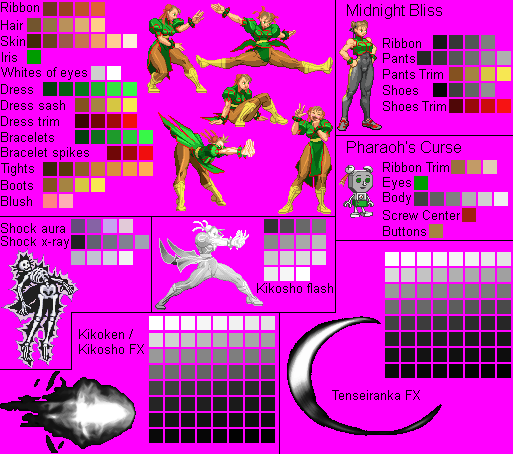 Ribbon
Hair
Skin
Iris
Whites of eyes
Dress
Dress sash
Dress trim
Bracelets
Bracelet spikes
Tights
Boots
Blush
Midnight Bliss
Ribbon
Pants
Pants Trim
Shoes
Shoes Trim
Pharaoh's Curse
Ribbon Trim
Eyes
Body
Screw Center
Buttons
Shock aura
Shock x-ray
Kikosho flash
Kikoken /
Kikosho FX
Tenseiranka FX